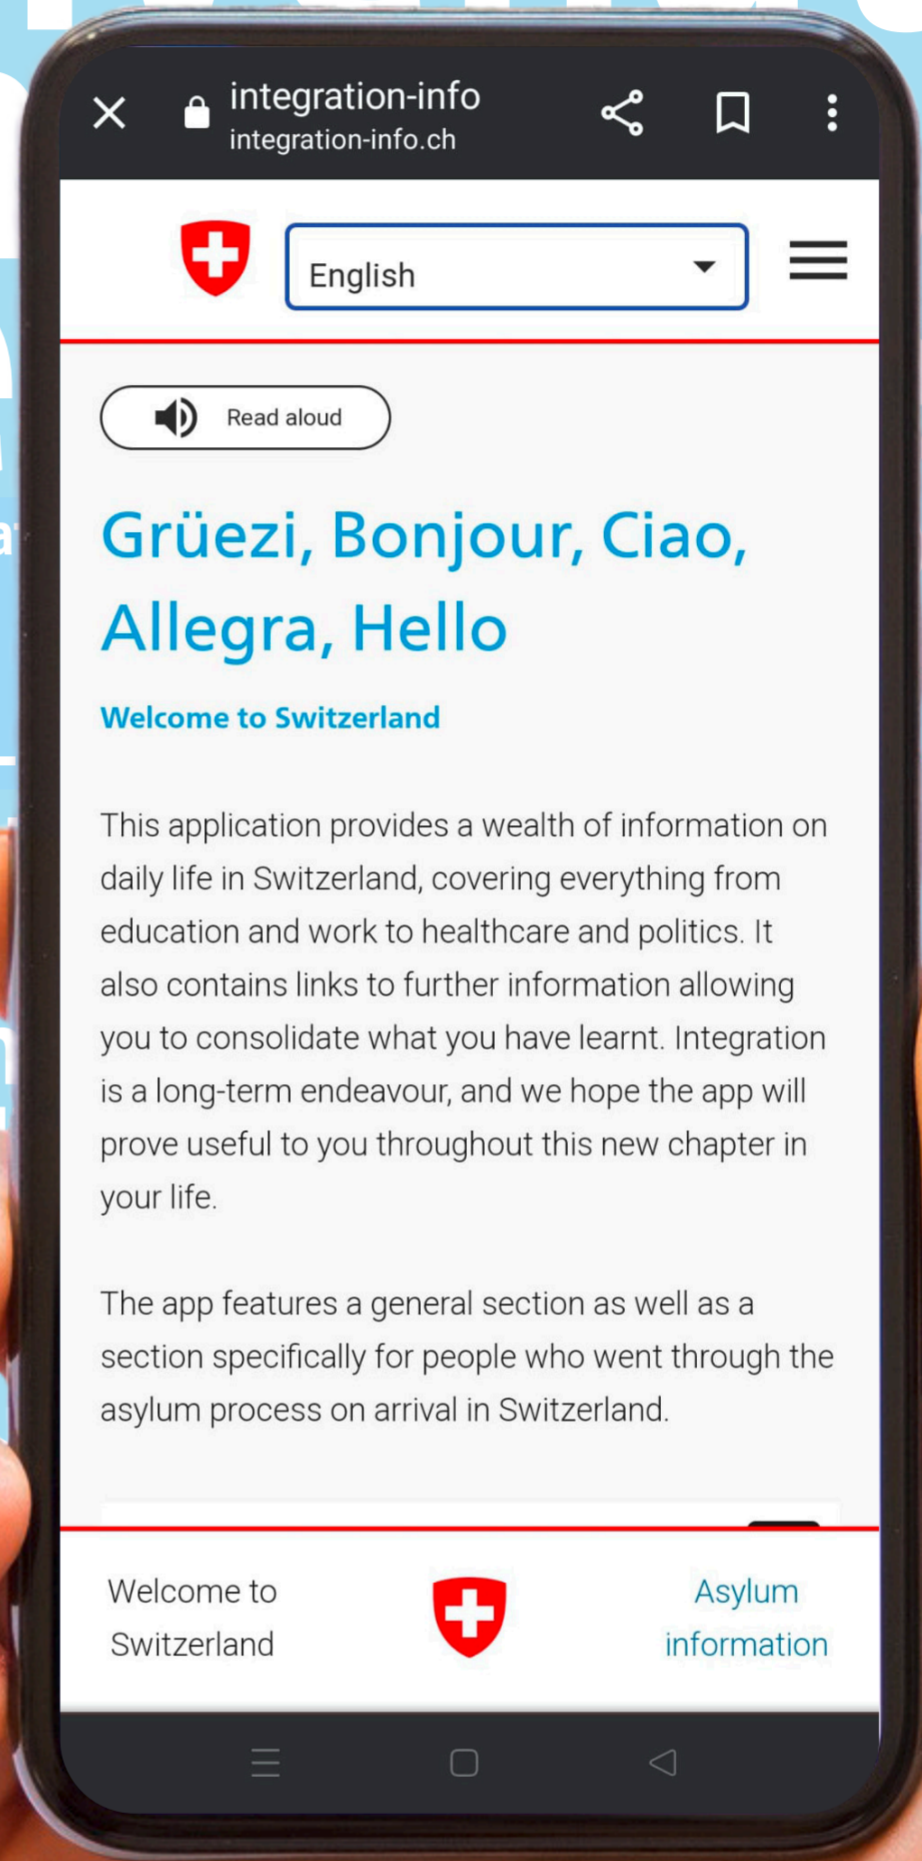 integration-info
integration-info.ch
English
Read aloud
Grüezi, Bonjour, Ciao,
Allegra, Hello
Welcome to Switzerland
This application provides a wealth of information on
daily life in Switzerland, covering everything from
education and work to healthcare and politics. It
also contains links to further information allowing
you to consolidate what you have learnt. Integration
is a long-term endeavour, and we hope the app will
prove useful to you throughout this new chapter in
your life.
The app features a general section as well as a
section specifically for people who went through the
asylum process on arrival in Switzerland.
Welcome to
Switzerland
Asylum
information